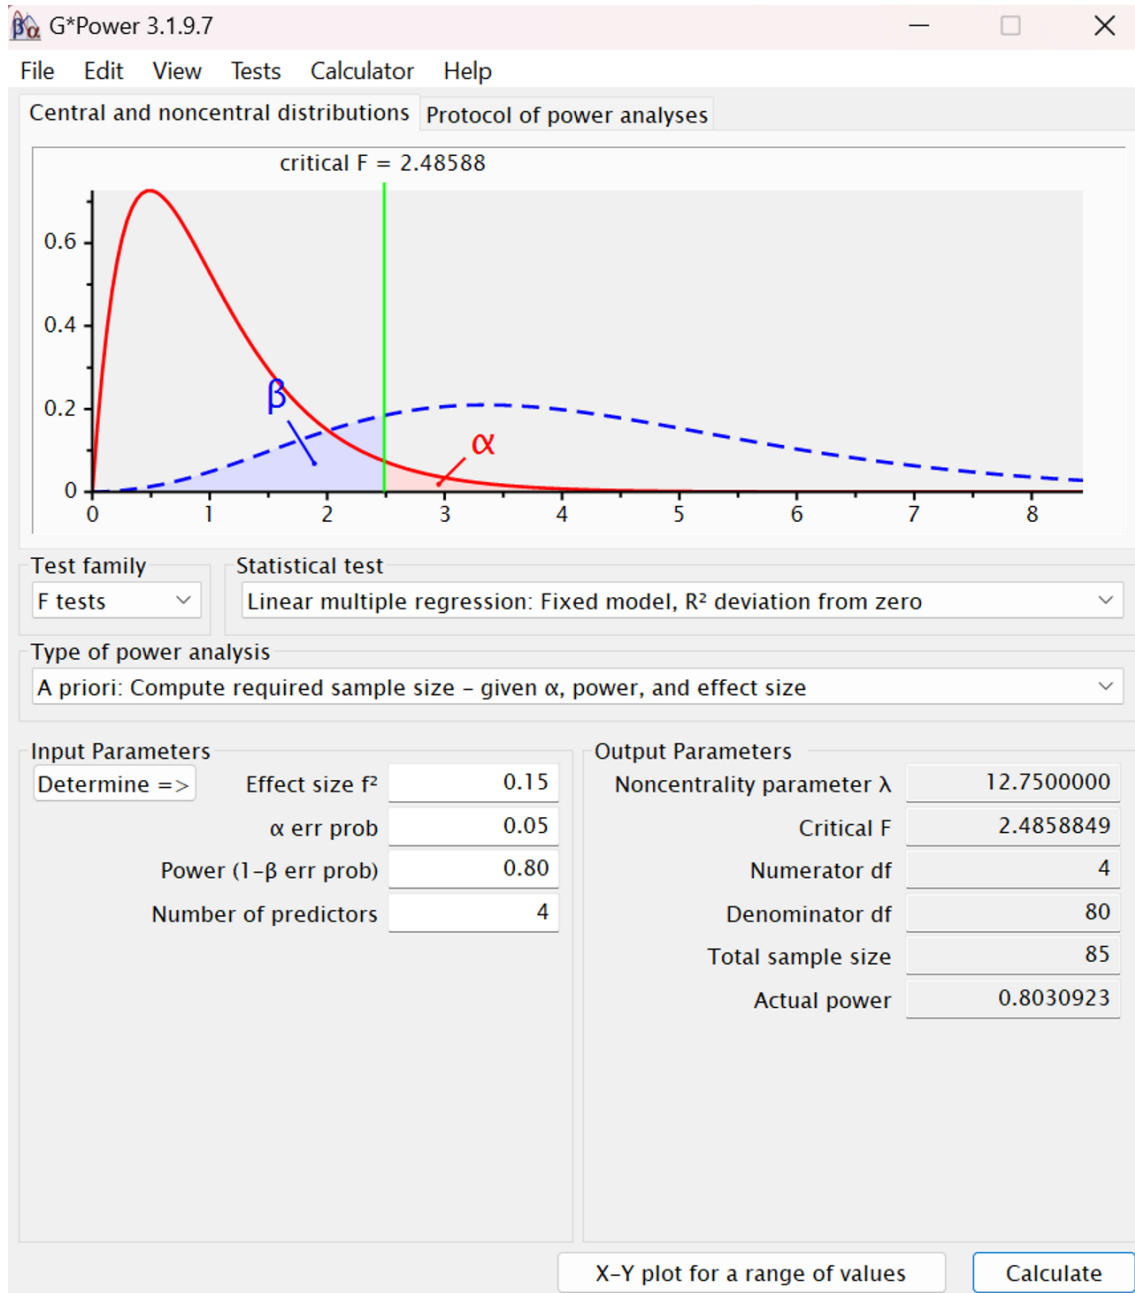 G*Power 3.1.9.7
File Edit View Tests Calculator Help
Central and noncentral distributions Protocol of power analyses
critical F = 2.48588
0.6
0.4
β
0.2
α
0
0 1 2 3 4 5 6 7 8
Test family Statistical test
F tests Linear multiple regression: Fixed model, R² deviation from zero
Type of power analysis
A priori: Compute required sample size – given α, power, and effect size
Input Parameters Output Parameters
Determine => Effect size f² 0.15 Noncentrality parameter λ 12.7500000
α err prob 0.05 Critical F 2.4858849
Power (1–β err prob) 0.80 Numerator df 4
Number of predictors 4 Denominator df 80
Total sample size 85
Actual power 0.8030923
X–Y plot for a range of values Calculate